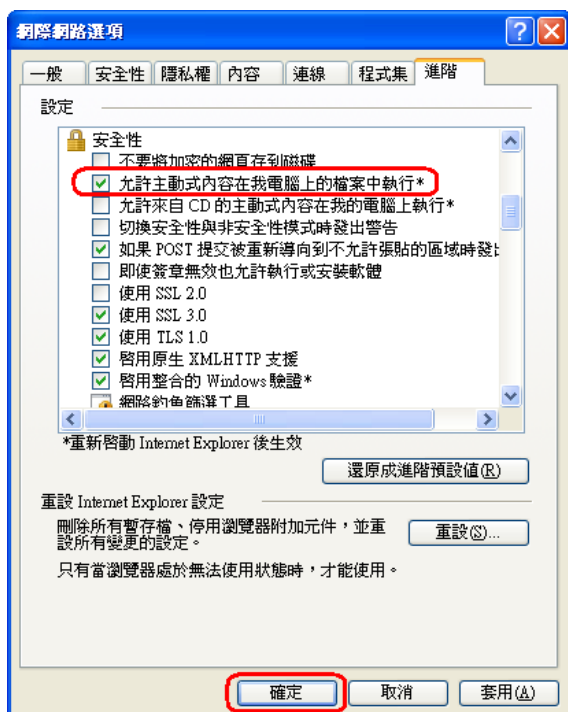 網際網路選項
一般 安全性 隱私權 內容 連線 程式集 進階
設定
安全性
不要將加密的網頁存到磁碟
允許主動式內容在我電腦上的檔案中執行*
允許來自 CD 的主動式內容在我的電腦上執行*
切換安全性與非安全性模式時發出警告
如果 POST 提交被重新導向到不允許張貼的區域時發出
即使簽章無效也允許執行或安裝軟體
使用 SSL 2.0
使用 SSL 3.0
使用 TLS 1.0
啓用原生 XMLHTTP 支援
啓用整合的 Windows 驗證*
網路釣魚篩選工具
*重新啓動 Internet Explorer 後生效
還原成進階預設值(R)
重設 Internet Explorer 設定
刪除所有暫存檔、停用瀏覽器附加元件，並重
設所有變更的設定。
重設(S)...
只有當瀏覽器處於無法使用狀態時，才能使用。
確定 取消 套用(A)